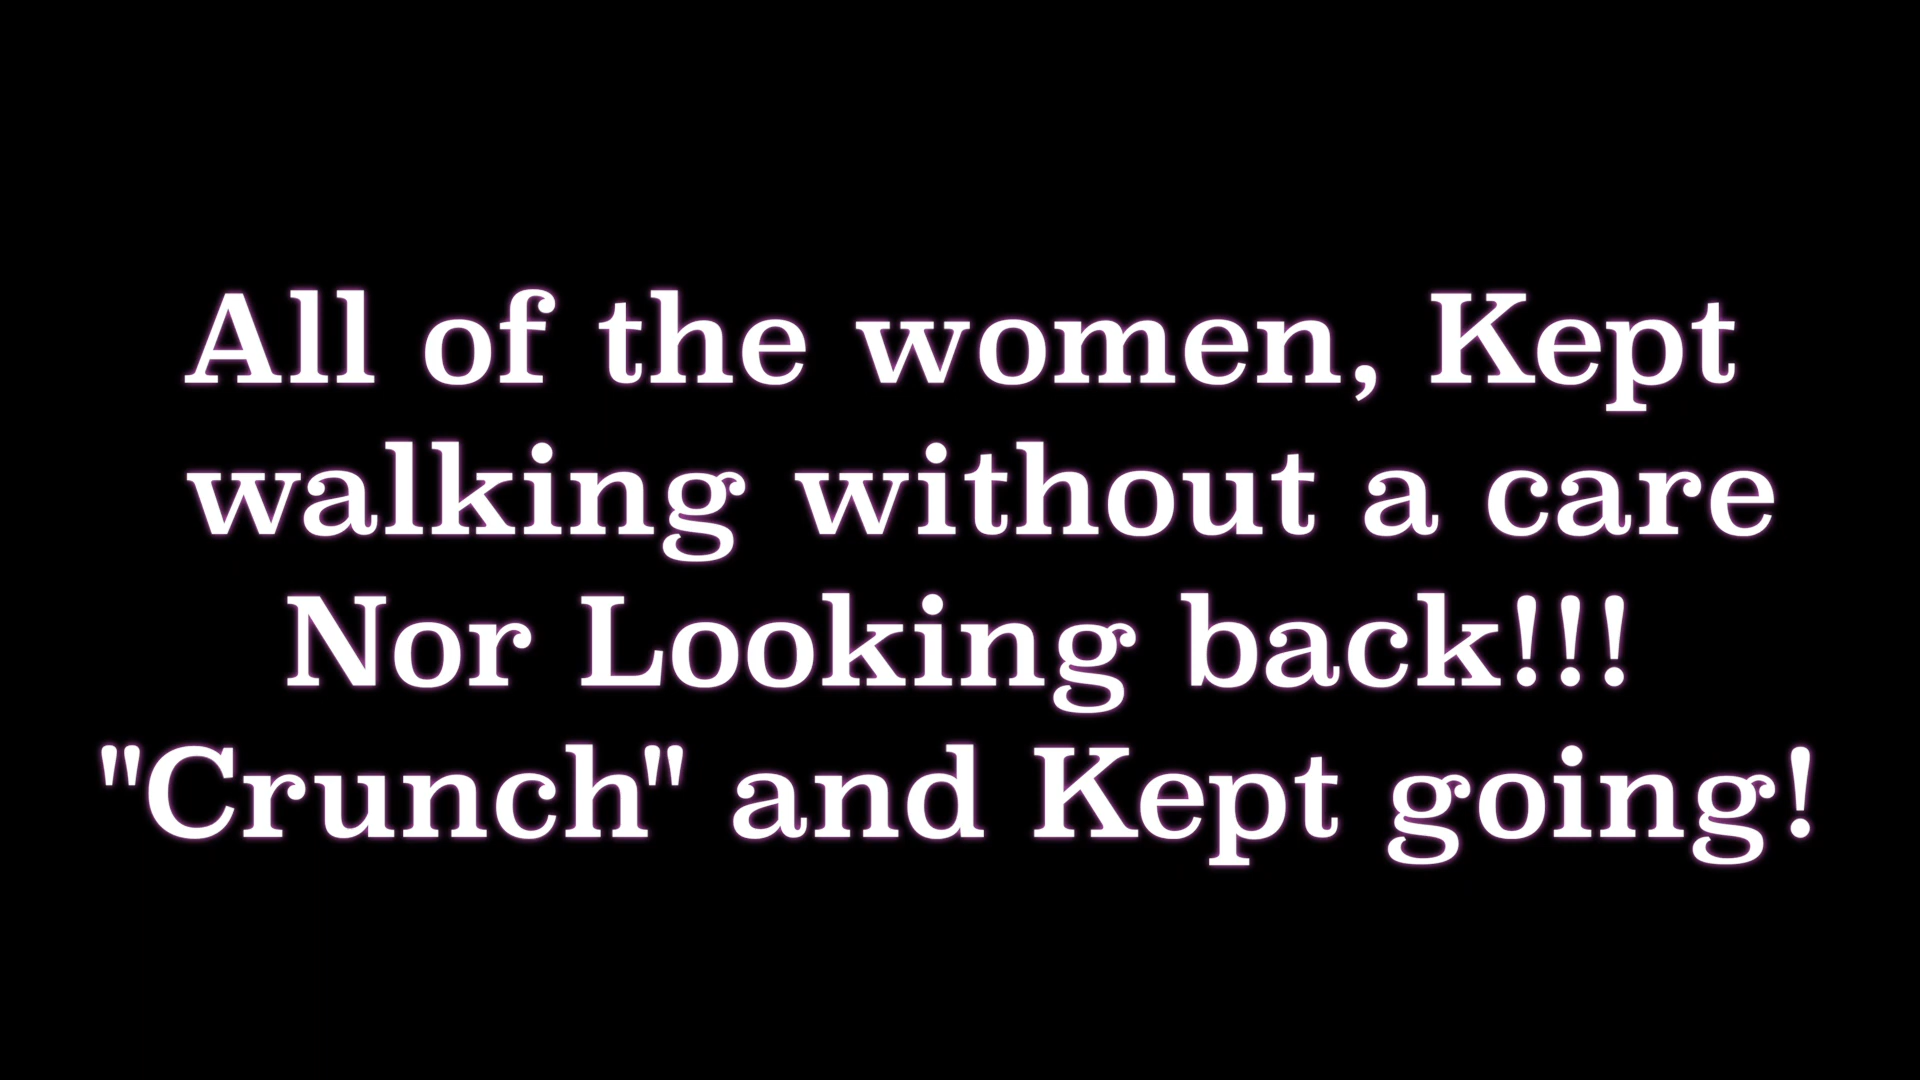 All of the women, Kept
walking without a care
Nor Looking back!!!
"Crunch" and Kept going!